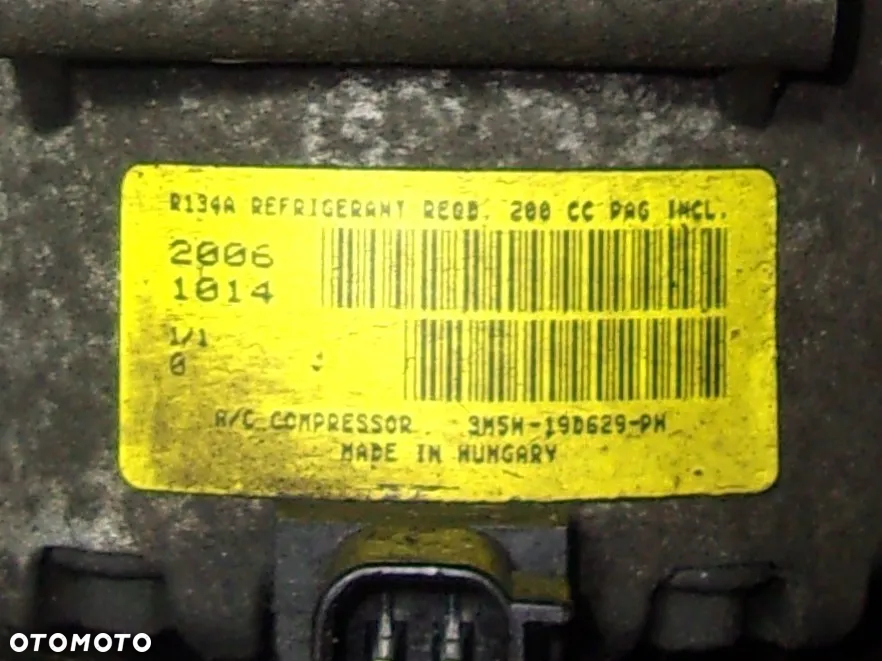 R134A REFRIGERANT REQD. 200 CC PAG INCL.
2006
1014
1/1
0
A/C COMPRESSOR 3M5H-19D629-PH
MADE IN HUNGARY
OTOMOTO